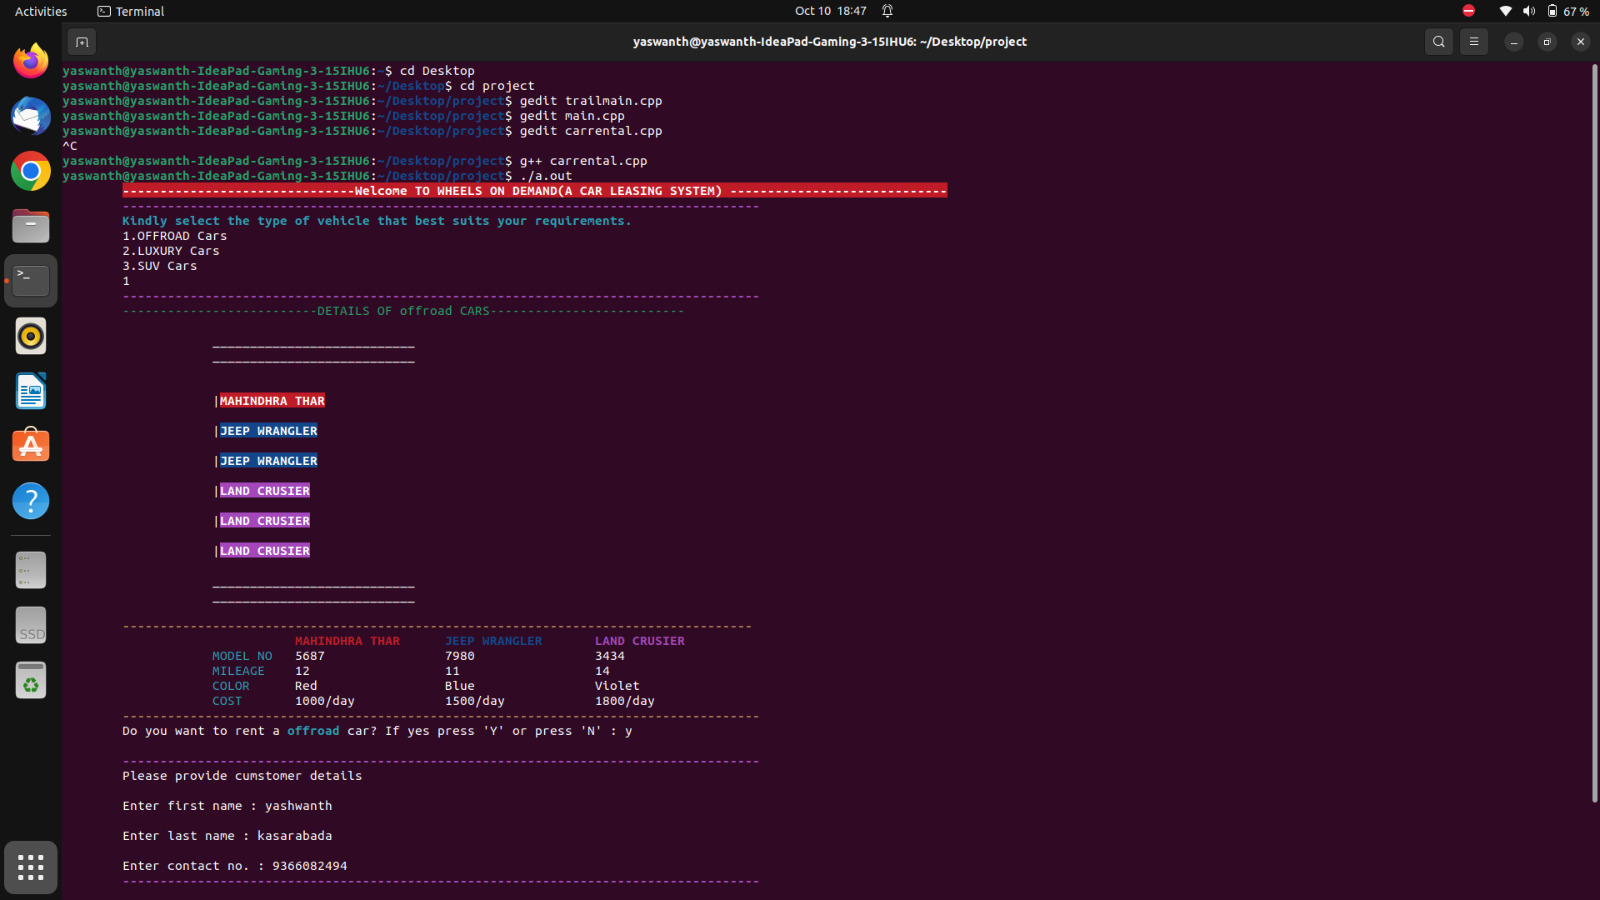 Activities Terminal Oct 10 18:47 67 %
yaswanth@yaswanth-IdeaPad-Gaming-3-15IHU6: ~/Desktop/project
yaswanth@yaswanth-IdeaPad-Gaming-3-15IHU6:~$ cd Desktop
yaswanth@yaswanth-IdeaPad-Gaming-3-15IHU6:~/Desktop$ cd project
yaswanth@yaswanth-IdeaPad-Gaming-3-15IHU6:~/Desktop/project$ gedit trailmain.cpp
yaswanth@yaswanth-IdeaPad-Gaming-3-15IHU6:~/Desktop/project$ gedit main.cpp
yaswanth@yaswanth-IdeaPad-Gaming-3-15IHU6:~/Desktop/project$ gedit carrental.cpp
^C
yaswanth@yaswanth-IdeaPad-Gaming-3-15IHU6:~/Desktop/project$ g++ carrental.cpp
yaswanth@yaswanth-IdeaPad-Gaming-3-15IHU6:~/Desktop/project$ ./a.out
-------------------------------Welcome TO WHEELS ON DEMAND(A CAR LEASING SYSTEM) -----------------------------
-------------------------------------------------------------------------------------
Kindly select the type of vehicle that best suits your requirements.
1.OFFROAD Cars
2.LUXURY Cars
3.SUV Cars
1
-------------------------------------------------------------------------------------
--------------------------DETAILS OF offroad CARS--------------------------
___________________________
___________________________
|MAHINDHRA THAR
|JEEP WRANGLER
|JEEP WRANGLER
|LAND CRUSIER
|LAND CRUSIER
|LAND CRUSIER
___________________________
___________________________
------------------------------------------------------------------------------------
MAHINDHRA THAR JEEP WRANGLER LAND CRUSIER
MODEL NO 5687 7980 3434
MILEAGE 12 11 14
COLOR Red Blue Violet
COST 1000/day 1500/day 1800/day
-------------------------------------------------------------------------------------
Do you want to rent a offroad car? If yes press 'Y' or press 'N' : y
-------------------------------------------------------------------------------------
Please provide cumstomer details
Enter first name : yashwanth
Enter last name : kasarabada
Enter contact no. : 9366082494
-------------------------------------------------------------------------------------
SSD